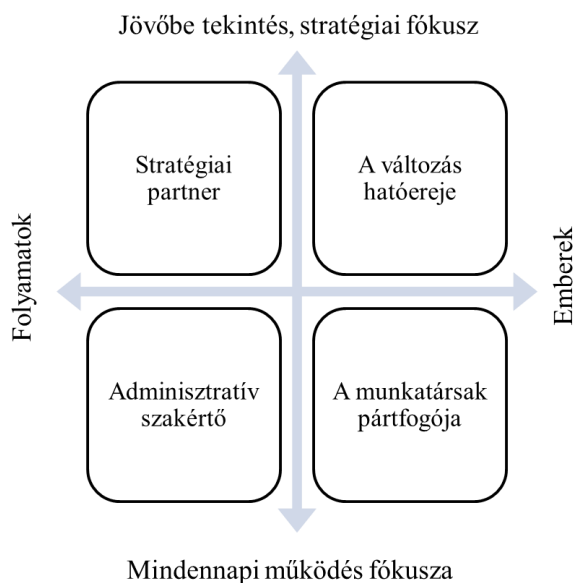 Jövőbe tekintés, stratégiai fókusz
Stratégiai
partner
A változás
hatóereje
Folyamatok
Emberek
Adminisztratív
szakértő
A munkatársak
pártfogója
Mindennapi működés fókusza